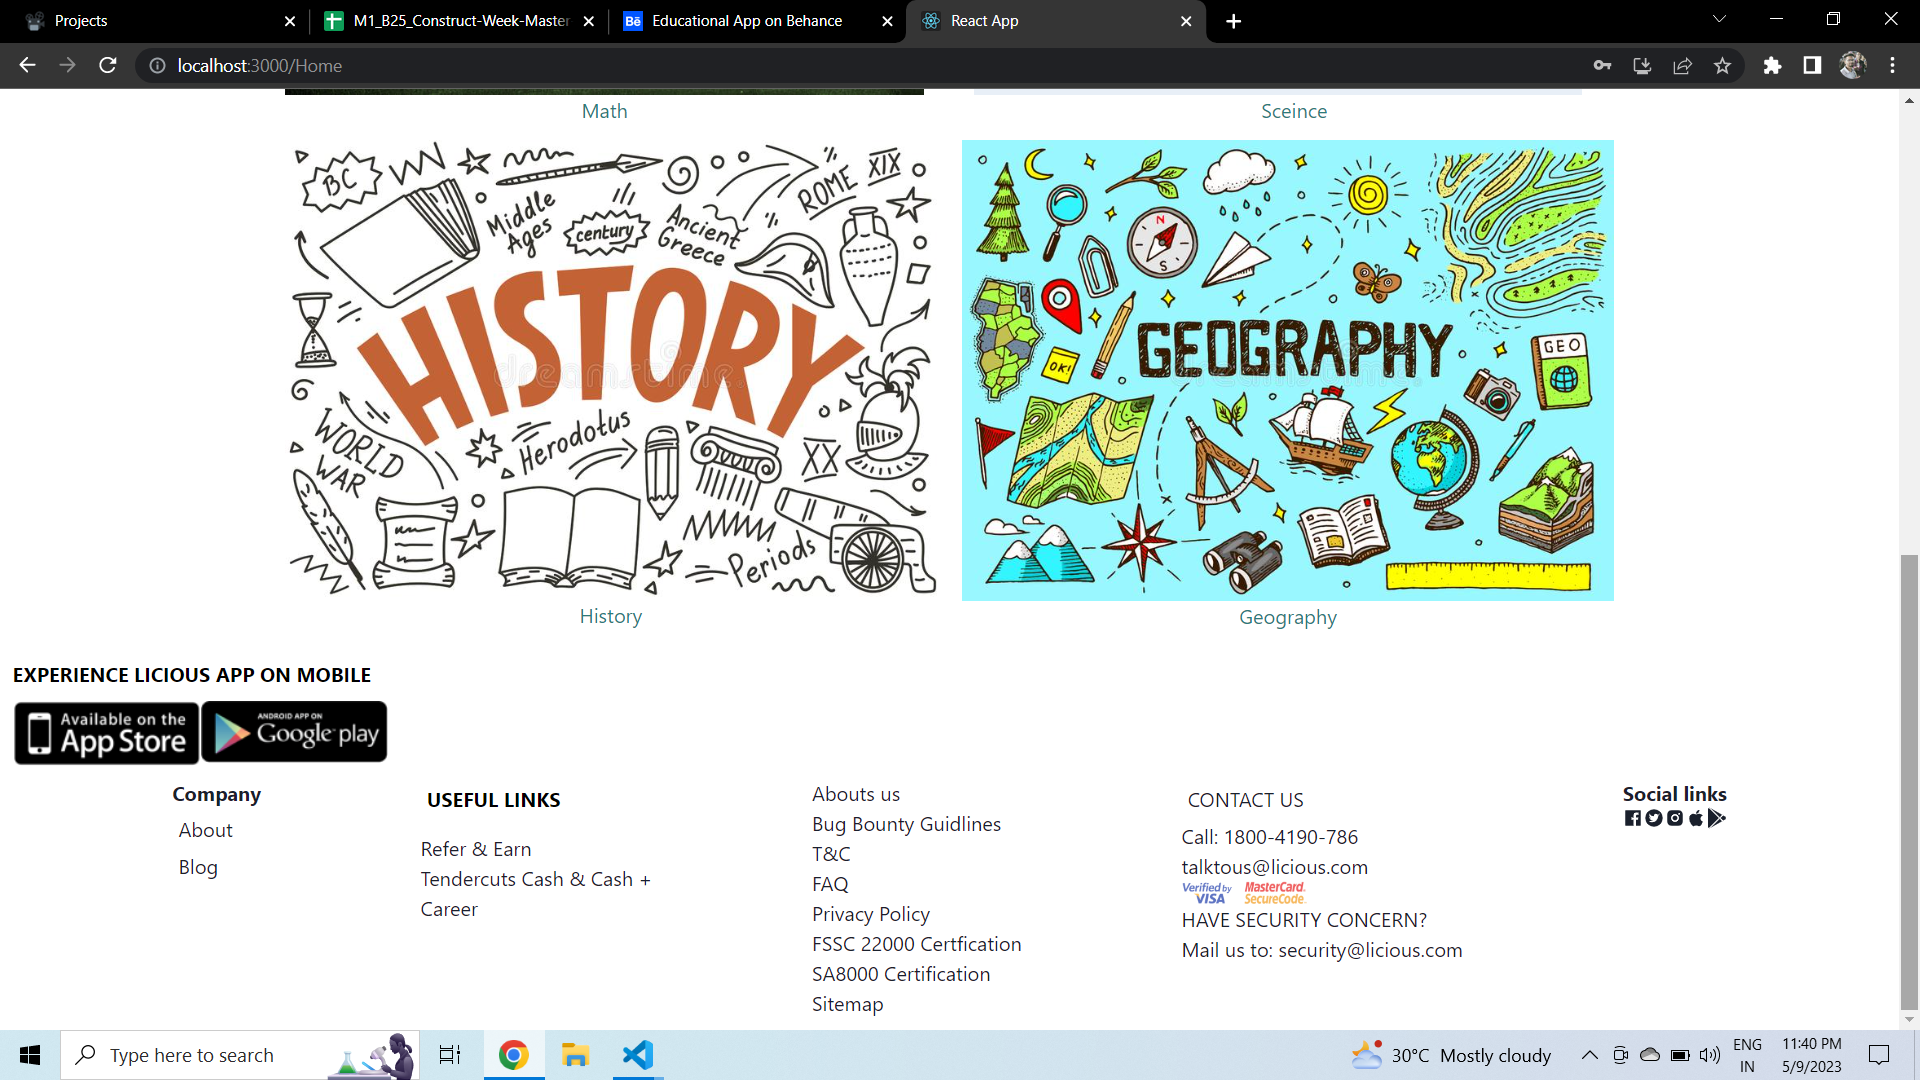 Projects
M1_B25_Construct-Week-Master
Educational App on Behance
React App
localhost:3000/Home
Math
Sceince
BC
Middle
Ages
century
Ancient
Greece
ROME
XIX
HISTORY
dreamstime
WORLD
WAR
Herodotus
XX
Periods
N
S
OK!
GEOGRAPHY
dreamstime
GEO
History
Geography
EXPERIENCE LICIOUS APP ON MOBILE
Available on the
App Store
ANDROID APP ON
Google play
Company
About
Blog
USEFUL LINKS
Refer & Earn
Tendercuts Cash & Cash +
Career
Abouts us
Bug Bounty Guidlines
T&C
FAQ
Privacy Policy
FSSC 22000 Certfication
SA8000 Certification
Sitemap
CONTACT US
Call: 1800-4190-786
talktous@licious.com
Verified by
VISA
MasterCard.
SecureCode.
HAVE SECURITY CONCERN?
Mail us to: security@licious.com
Social links
Type here to search
30°C Mostly cloudy
ENG
IN
11:40 PM
5/9/2023